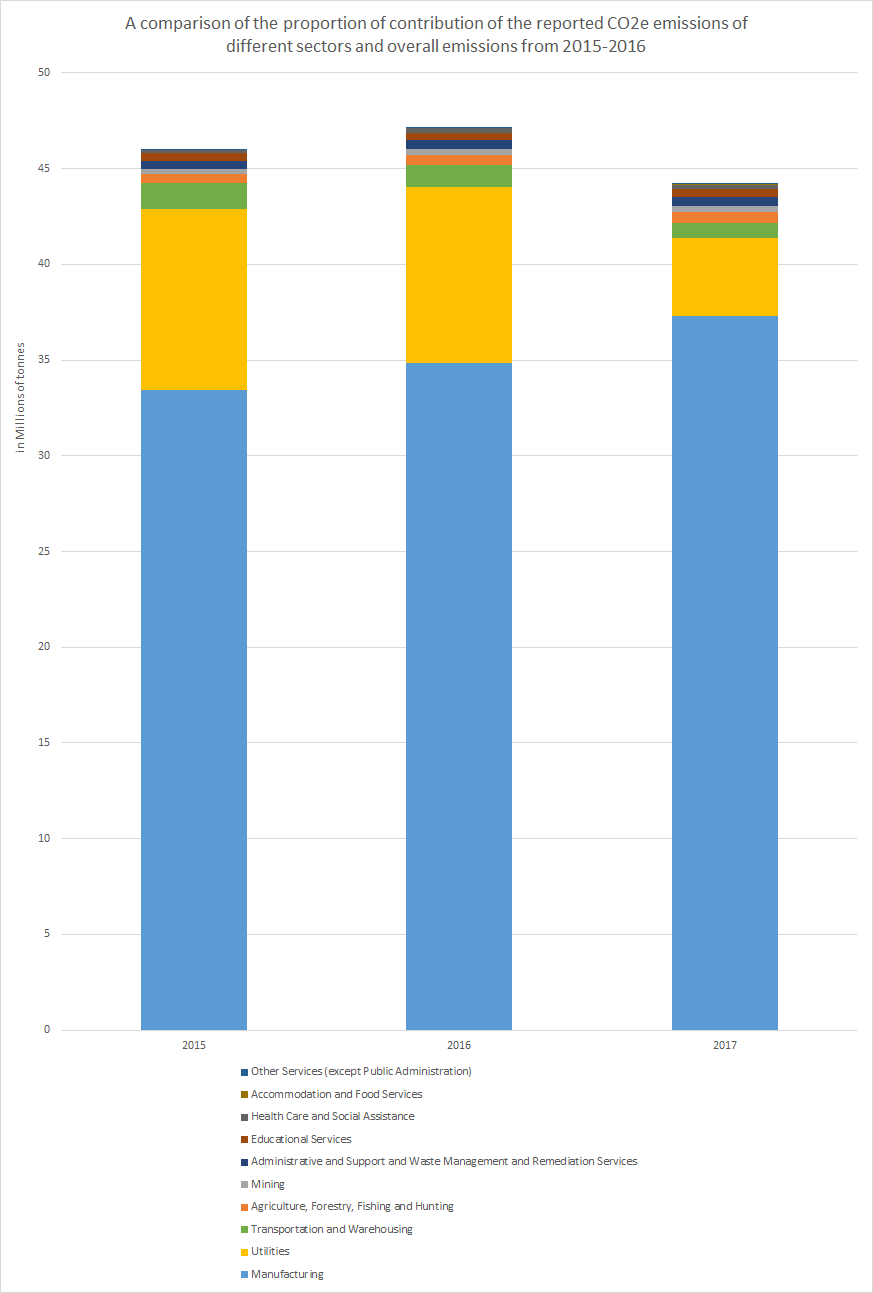 A comparison of the proportion of contribution of the reported CO2e emissions of
different sectors and overall emissions from 2015-2016
50
45
40
35
30
25
20
15
10
5
0
in Millions of tonnes
2015
2016
2017
Other Services (except Public Administration)
Accommodation and Food Services
Health Care and Social Assistance
Educational Services
Administrative and Support and Waste Management and Remediation Services
Mining
Agriculture, Forestry, Fishing and Hunting
Transportation and Warehousing
Utilities
Manufacturing